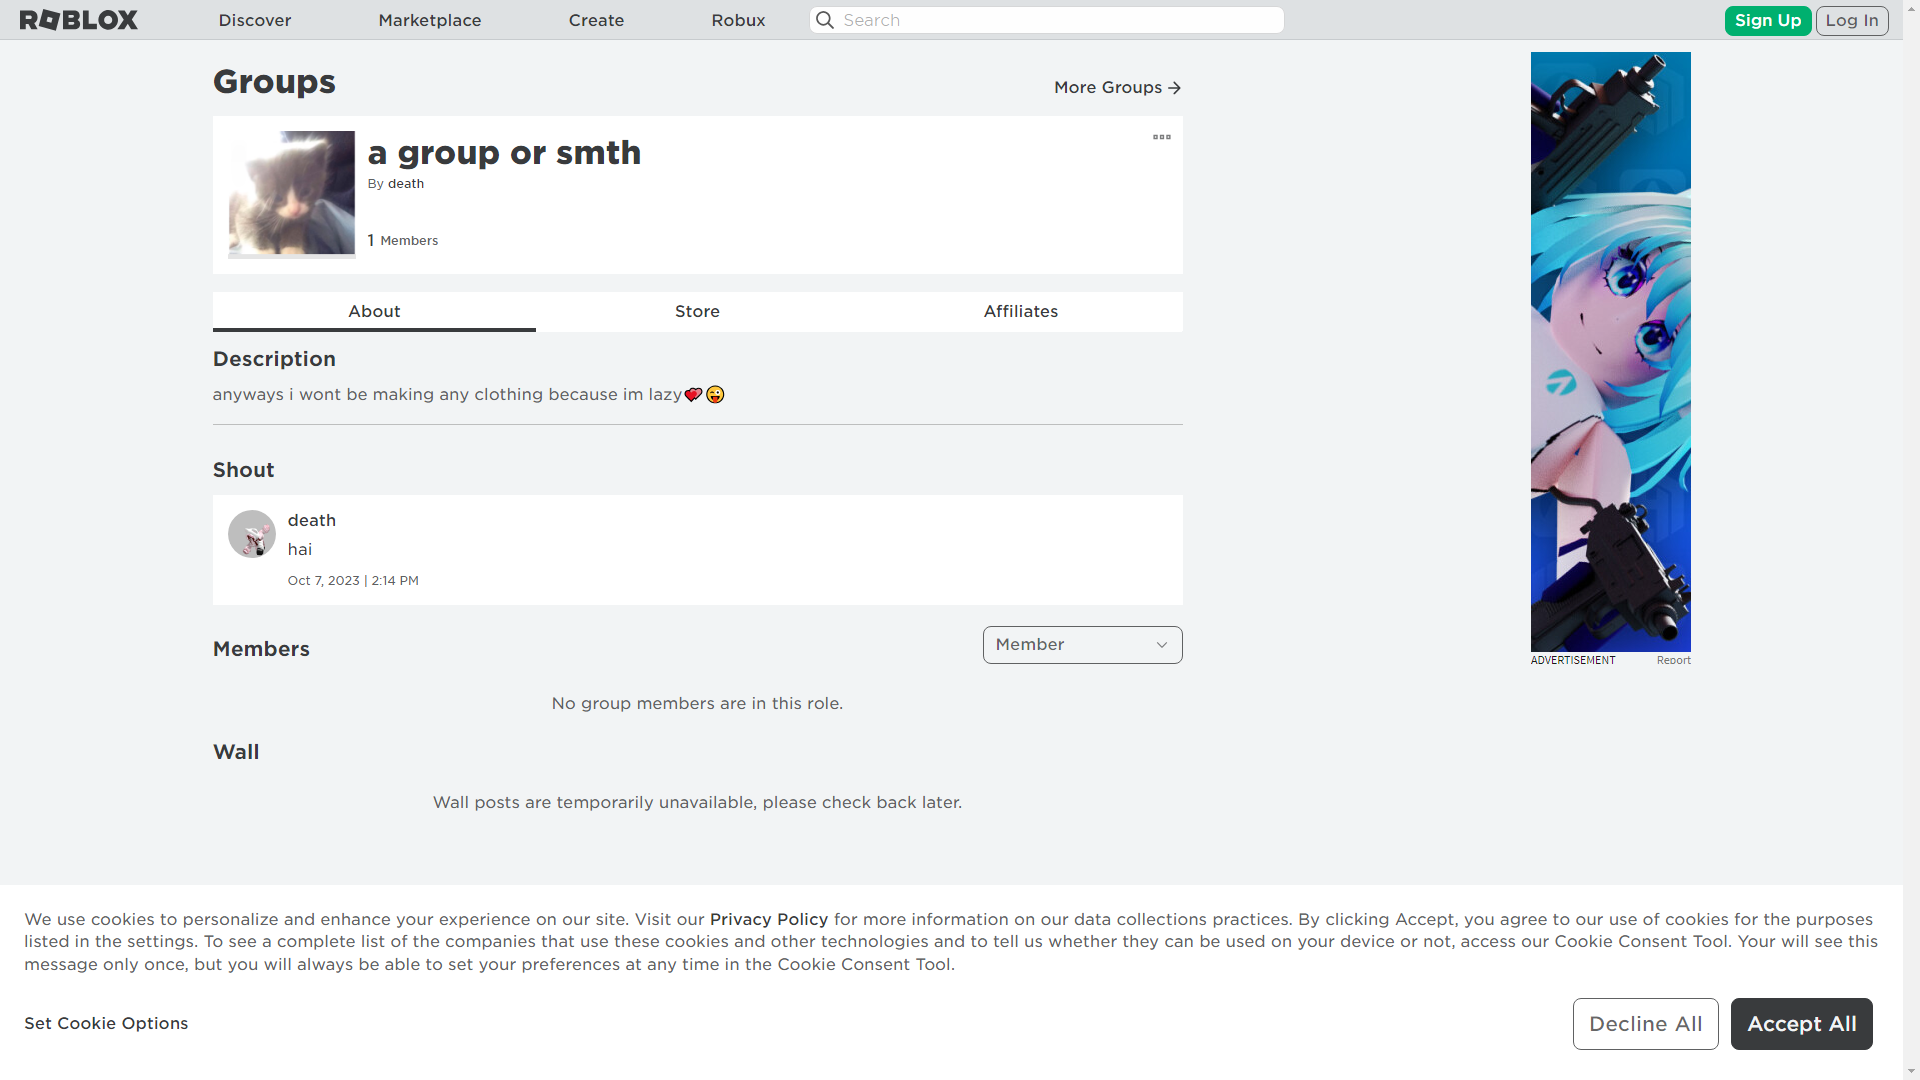 ROBLOX
Discover
Marketplace
Create
Robux
Search
Sign Up
Log In
Groups
More Groups →
a group or smth
By death
1 Members
About
Store
Affiliates
Description
anyways i wont be making any clothing because im lazy💕😜
Shout
death
hai
Oct 7, 2023 | 2:14 PM
Members
Member
No group members are in this role.
Wall
Wall posts are temporarily unavailable, please check back later.
ADVERTISEMENT
Report
We use cookies to personalize and enhance your experience on our site. Visit our Privacy Policy for more information on our data collections practices. By clicking Accept, you agree to our use of cookies for the purposes
listed in the settings. To see a complete list of the companies that use these cookies and other technologies and to tell us whether they can be used on your device or not, access our Cookie Consent Tool. Your will see this
message only once, but you will always be able to set your preferences at any time in the Cookie Consent Tool.
Set Cookie Options
Decline All
Accept All